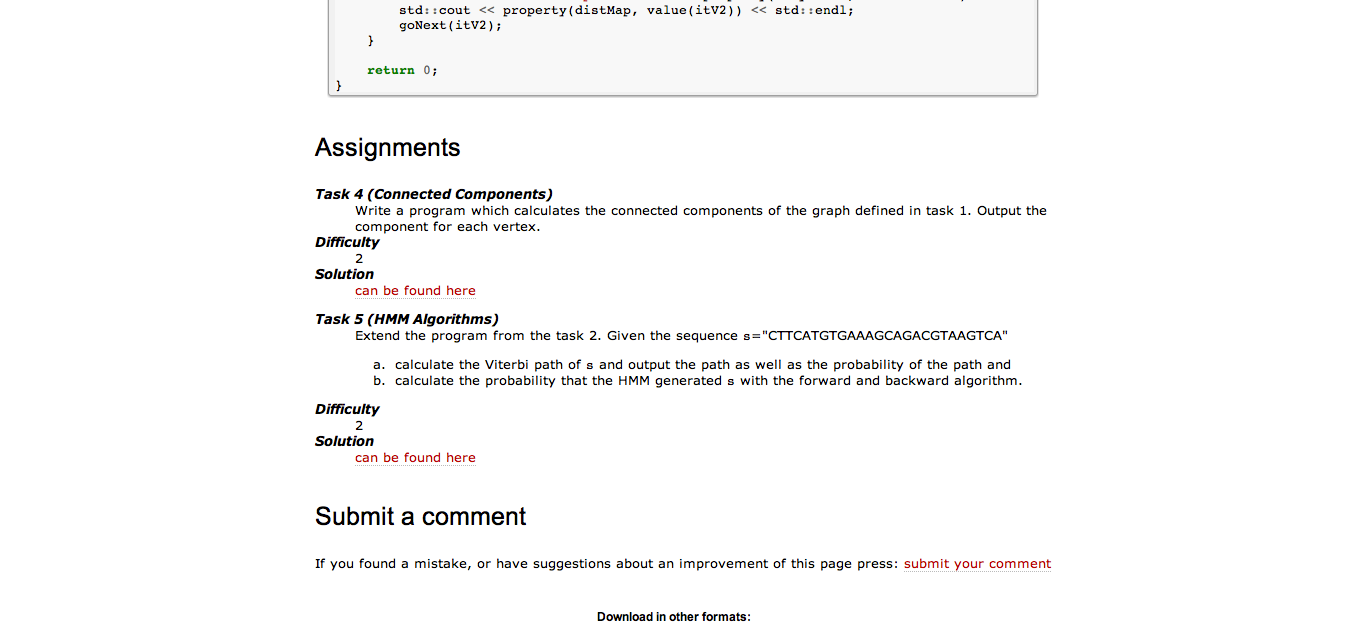 std::cout << property(distMap, value(itV2)) << std::endl;
goNext(itV2);
}
return 0;
}
Assignments
Task 4 (Connected Components)
Write a program which calculates the connected components of the graph defined in task 1. Output the
component for each vertex.
Difficulty
2
Solution
can be found here
Task 5 (HMM Algorithms)
Extend the program from the task 2. Given the sequence s="CTTCATGTGAAAGCAGACGTAAGTCA"
a. calculate the Viterbi path of s and output the path as well as the probability of the path and
b. calculate the probability that the HMM generated s with the forward and backward algorithm.
Difficulty
2
Solution
can be found here
Submit a comment
If you found a mistake, or have suggestions about an improvement of this page press: submit your comment
Download in other formats: